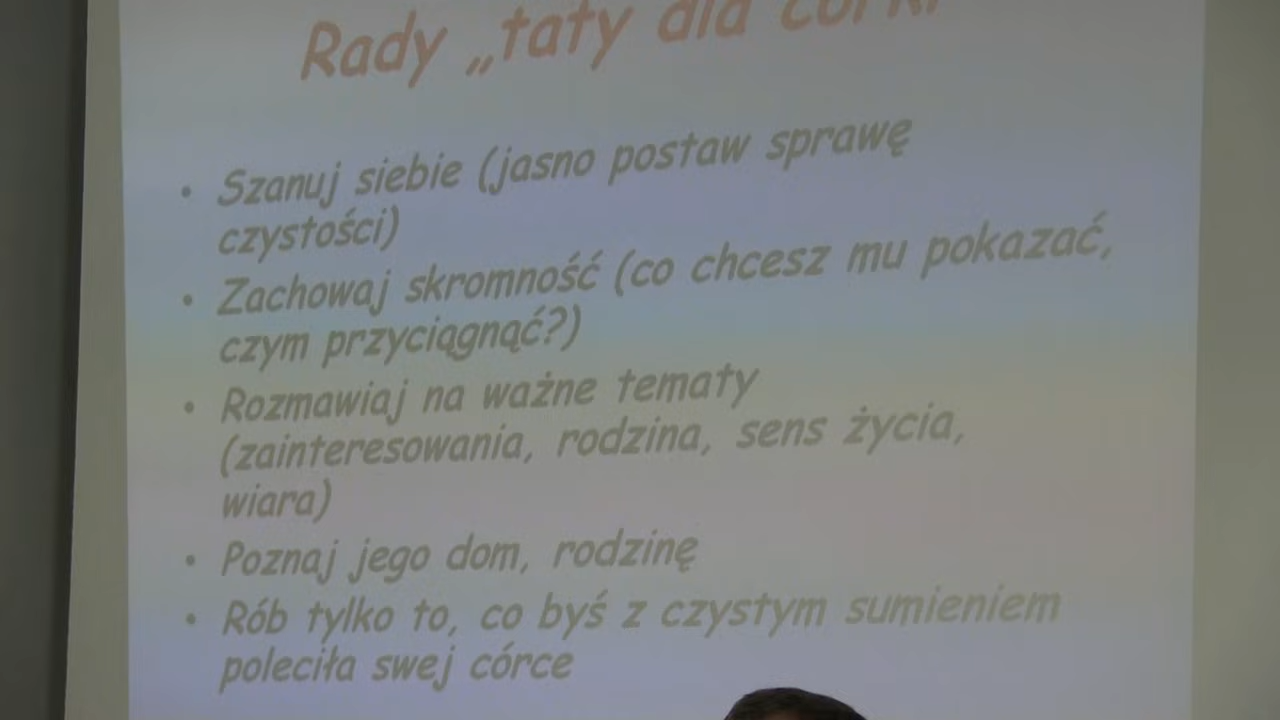 Rady „taty dla córki
• Szanuj siebie (jasno postaw sprawę
czystości)
• Zachowaj skromność (co chcesz mu pokazać,
czym przyciągnąć?)
• Rozmawiaj na ważne tematy
(zainteresowania, rodzina, sens życia,
wiara)
• Poznaj jego dom, rodzinę
• Rób tylko to, co byś z czystym sumieniem
poleciła swej córce